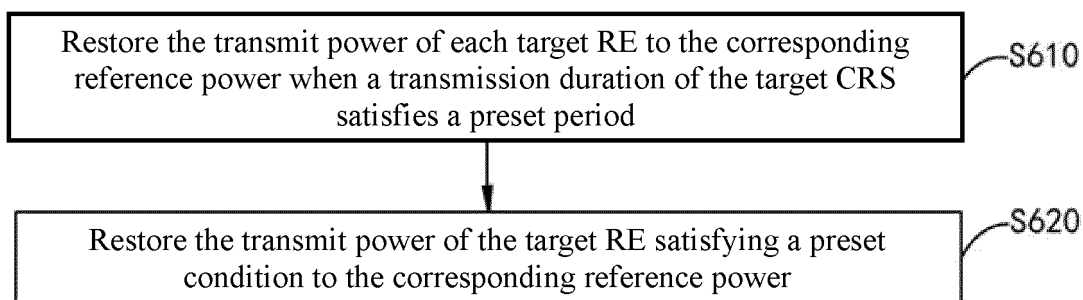 Restore the transmit power of each target RE to the corresponding
reference power when a transmission duration of the target CRS
satisfies a preset period
S610
Restore the transmit power of the target RE satisfying a preset
condition to the corresponding reference power
S620